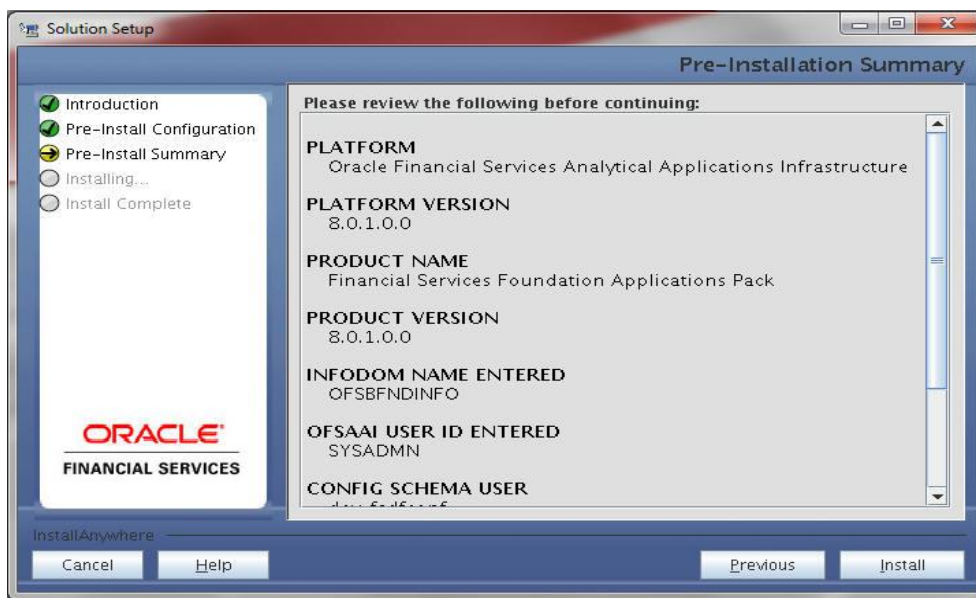 Solution Setup
Pre-Installation Summary
Introduction
Pre-Install Configuration
Pre-Install Summary
Installing...
Install Complete
ORACLE
FINANCIAL SERVICES
Please review the following before continuing:
PLATFORM
Oracle Financial Services Analytical Applications Infrastructure
PLATFORM VERSION
8.0.1.0.0
PRODUCT NAME
Financial Services Foundation Applications Pack
PRODUCT VERSION
8.0.1.0.0
INFODOM NAME ENTERED
OFSBFNDINFO
OFSAAI USER ID ENTERED
SYSADMN
CONFIG SCHEMA USER
InstallAnywhere
Cancel
Help
Previous
Install